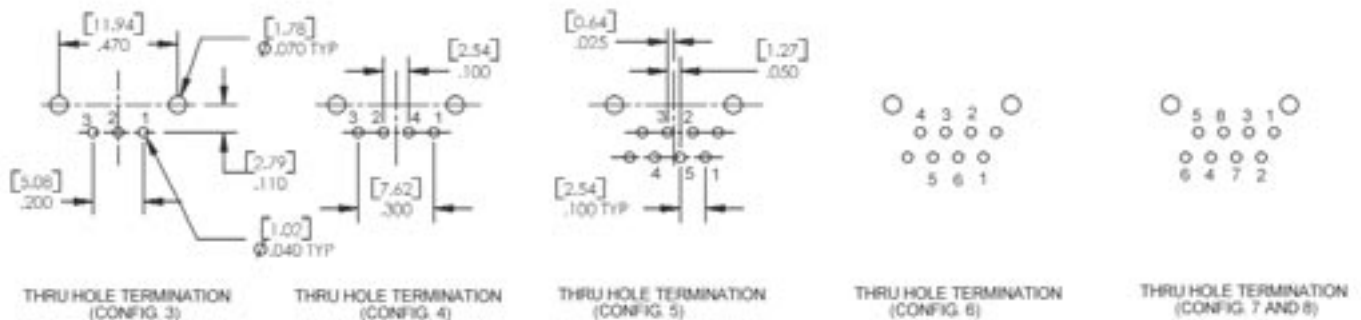 [11.94]
.470
[1.78]
Ø.070 TYP
3 2 1
[2.79]
.110
[5.08]
.200
[1.02]
Ø.040 TYP
THRU HOLE TERMINATION
(CONFIG. 3)
[2.54]
.100
3 2 4 1
[7.62]
.300
THRU HOLE TERMINATION
(CONFIG. 4)
[0.64]
.025
[1.27]
.050
3 2
4 5 1
[2.54]
.100 TYP
THRU HOLE TERMINATION
(CONFIG. 5)
4 3 2
5 6 1
THRU HOLE TERMINATION
(CONFIG. 6)
5 8 3 1
6 4 7 2
THRU HOLE TERMINATION
(CONFIG. 7 AND 8)